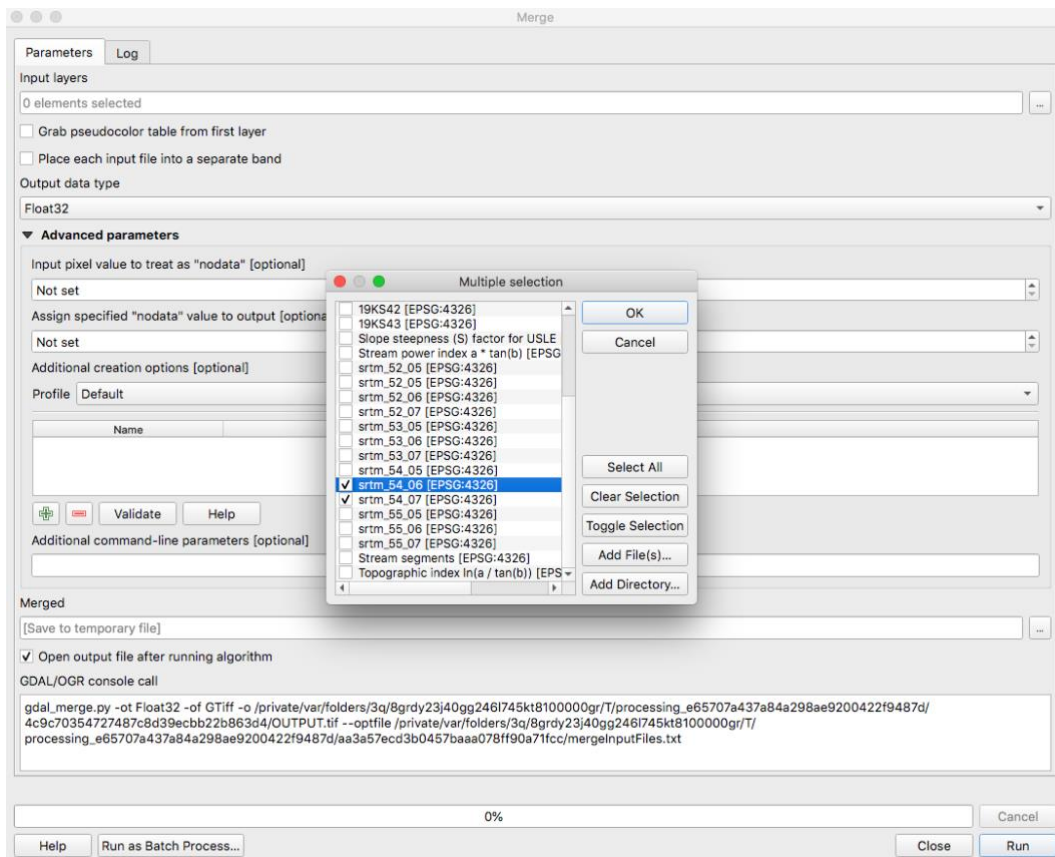 Merge
Parameters
Log
Input layers
0 elements selected
...
Grab pseudocolor table from first layer
Place each input file into a separate band
Output data type
Float32
Advanced parameters
Input pixel value to treat as "nodata" [optional]
Not set
Assign specified "nodata" value to output [optiona
Not set
Additional creation options [optional]
Profile Default
Name
Validate
Help
Additional command-line parameters [optional]
Multiple selection
19KS42 [EPSG:4326]
19KS43 [EPSG:4326]
Slope steepness (S) factor for USLE
Stream power index a * tan(b) [EPSG
srtm_52_05 [EPSG:4326]
srtm_52_05 [EPSG:4326]
srtm_52_06 [EPSG:4326]
srtm_52_07 [EPSG:4326]
srtm_53_05 [EPSG:4326]
srtm_53_06 [EPSG:4326]
srtm_53_07 [EPSG:4326]
srtm_54_05 [EPSG:4326]
srtm_54_06 [EPSG:4326]
srtm_54_07 [EPSG:4326]
srtm_55_05 [EPSG:4326]
srtm_55_06 [EPSG:4326]
srtm_55_07 [EPSG:4326]
Stream segments [EPSG:4326]
Topographic index ln(a / tan(b)) [EPS
OK
Cancel
Select All
Clear Selection
Toggle Selection
Add File(s)...
Add Directory...
Merged
[Save to temporary file]
...
Open output file after running algorithm
GDAL/OGR console call
gdal_merge.py -ot Float32 -of GTiff -o /private/var/folders/3q/8grdy23j40gg246l745kt8100000gr/T/processing_e65707a437a84a298ae9200422f9487d/
4c9c70354727487c8d39ecbb22b863d4/OUTPUT.tif --optfile /private/var/folders/3q/8grdy23j40gg246l745kt8100000gr/T/
processing_e65707a437a84a298ae9200422f9487d/aa3a57ecd3b0457baaa078ff90a71fcc/mergeInputFiles.txt
0%
Cancel
Help
Run as Batch Process...
Close
Run